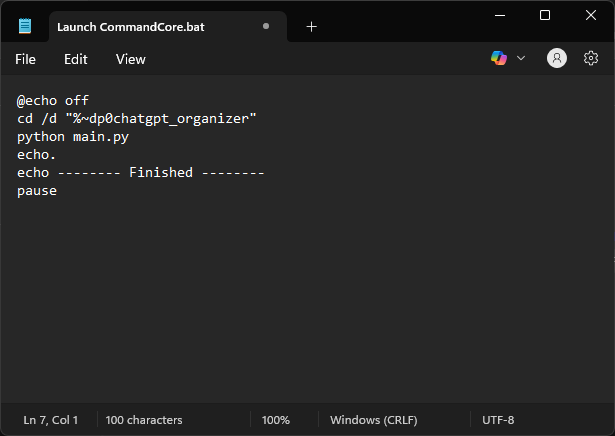 Launch CommandCore.bat
File Edit View
@echo off
cd /d "%~dp0chatgpt_organizer"
python main.py
echo.
echo -------- Finished --------
pause
Ln 7, Col 1 100 characters 100% Windows (CRLF) UTF-8